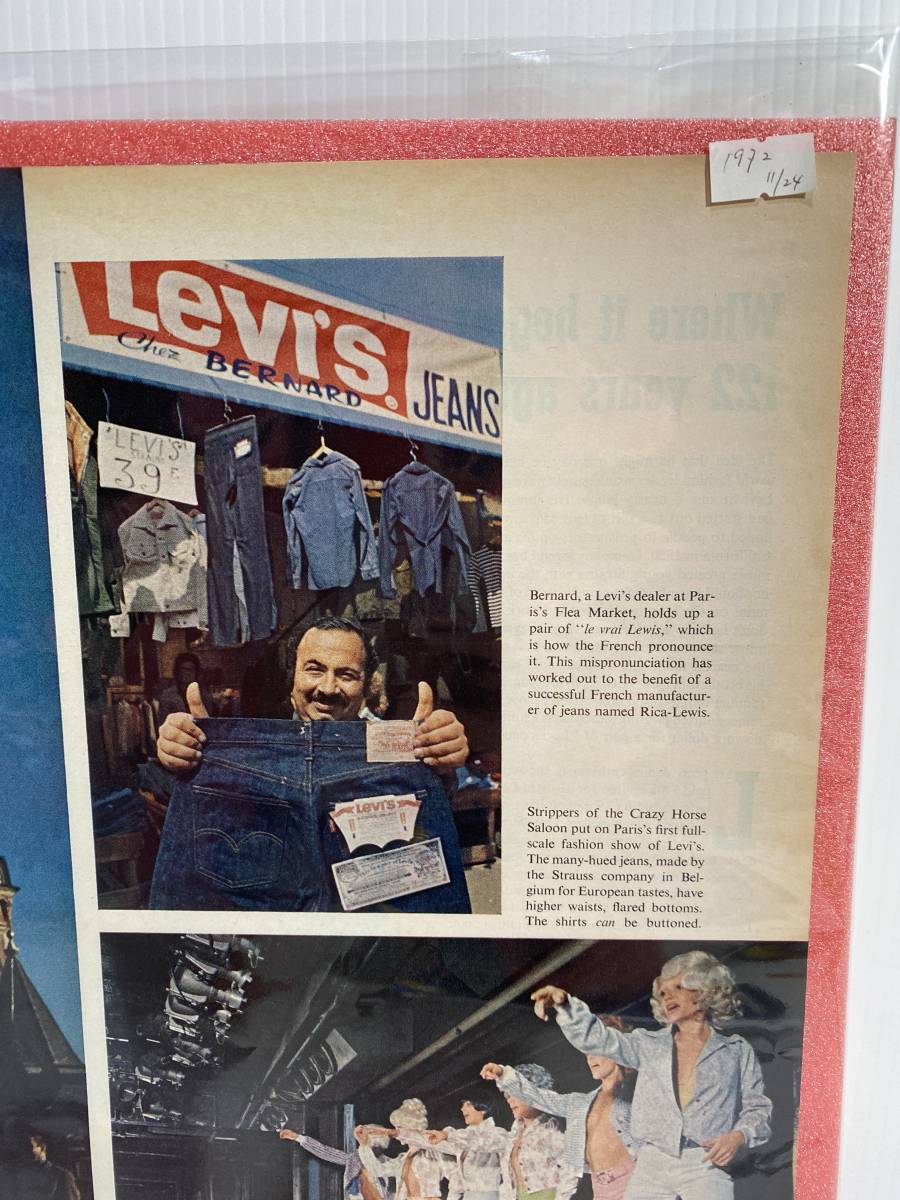 1972
11/24
Levi's
Chez BERNARD
JEANS
'LEVI'S'
39F
Levi's
Bernard, a Levi's dealer at Par-
is's Flea Market, holds up a
pair of "le vrai Lewis," which
is how the French pronounce
it. This mispronunciation has
worked out to the benefit of a
successful French manufactur-
er of jeans named Rica-Lewis.
Strippers of the Crazy Horse
Saloon put on Paris's first full-
scale fashion show of Levi's.
The many-hued jeans, made by
the Strauss company in Bel-
gium for European tastes, have
higher waists, flared bottoms.
The shirts can be buttoned.